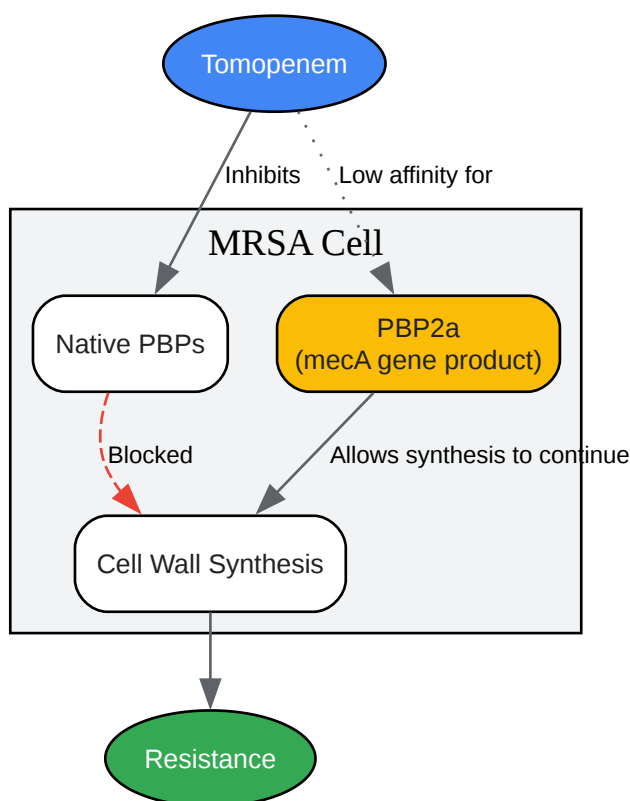 Tomopenem
Inhibits
Low affinity for
MRSA Cell
Native PBPs
PBP2a
(mecA gene product)
Blocked
Allows synthesis to continue
Cell Wall Synthesis
Resistance